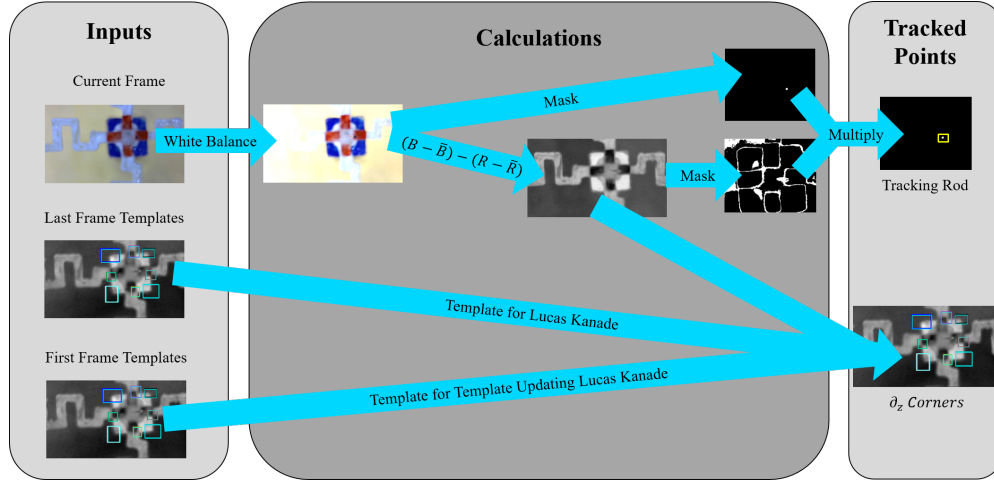 Inputs
Current Frame
White Balance
Last Frame Templates
First Frame Templates
Calculations
Mask
(B − B̄) − (R − R̄)
Mask
Multiply
Template for Lucas Kanade
Template for Template Updating Lucas Kanade
Tracked
Points
Tracking Rod
∂z Corners